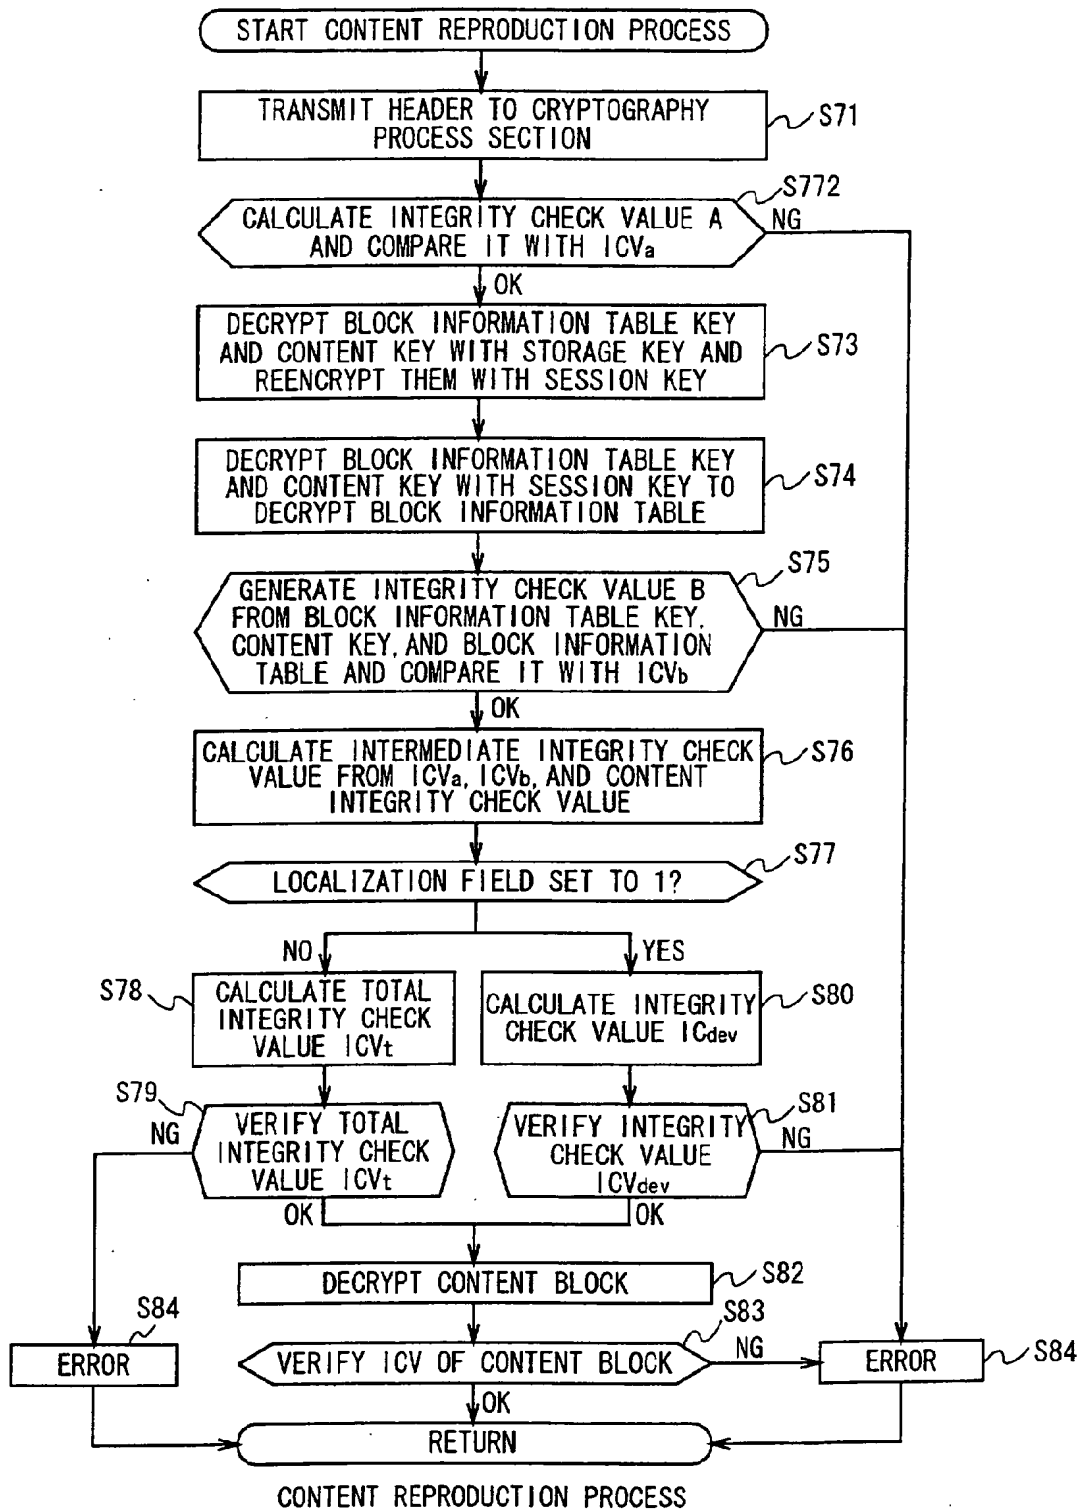 START CONTENT REPRODUCTION PROCESS
TRANSMIT HEADER TO CRYPTOGRAPHY
PROCESS SECTION
S71
S772
CALCULATE INTEGRITY CHECK VALUE A
AND COMPARE IT WITH ICVa
NG
OK
DECRYPT BLOCK INFORMATION TABLE KEY
AND CONTENT KEY WITH STORAGE KEY AND
REENCRYPT THEM WITH SESSION KEY
S73
DECRYPT BLOCK INFORMATION TABLE KEY
AND CONTENT KEY WITH SESSION KEY TO
DECRYPT BLOCK INFORMATION TABLE
S74
S75
GENERATE INTEGRITY CHECK VALUE B
FROM BLOCK INFORMATION TABLE KEY,
CONTENT KEY, AND BLOCK INFORMATION
TABLE AND COMPARE IT WITH ICVb
NG
OK
CALCULATE INTERMEDIATE INTEGRITY CHECK
VALUE FROM ICVa, ICVb, AND CONTENT
INTEGRITY CHECK VALUE
S76
S77
LOCALIZATION FIELD SET TO 1?
NO
YES
S78
CALCULATE TOTAL
INTEGRITY CHECK
VALUE ICVt
CALCULATE INTEGRITY
CHECK VALUE ICdev
S80
S79
NG
VERIFY TOTAL
INTEGRITY CHECK
VALUE ICVt
OK
S81
VERIFY INTEGRITY
CHECK VALUE
ICVdev
NG
OK
DECRYPT CONTENT BLOCK
S82
S83
VERIFY ICV OF CONTENT BLOCK
NG
OK
S84
ERROR
ERROR
S84
RETURN
CONTENT REPRODUCTION PROCESS